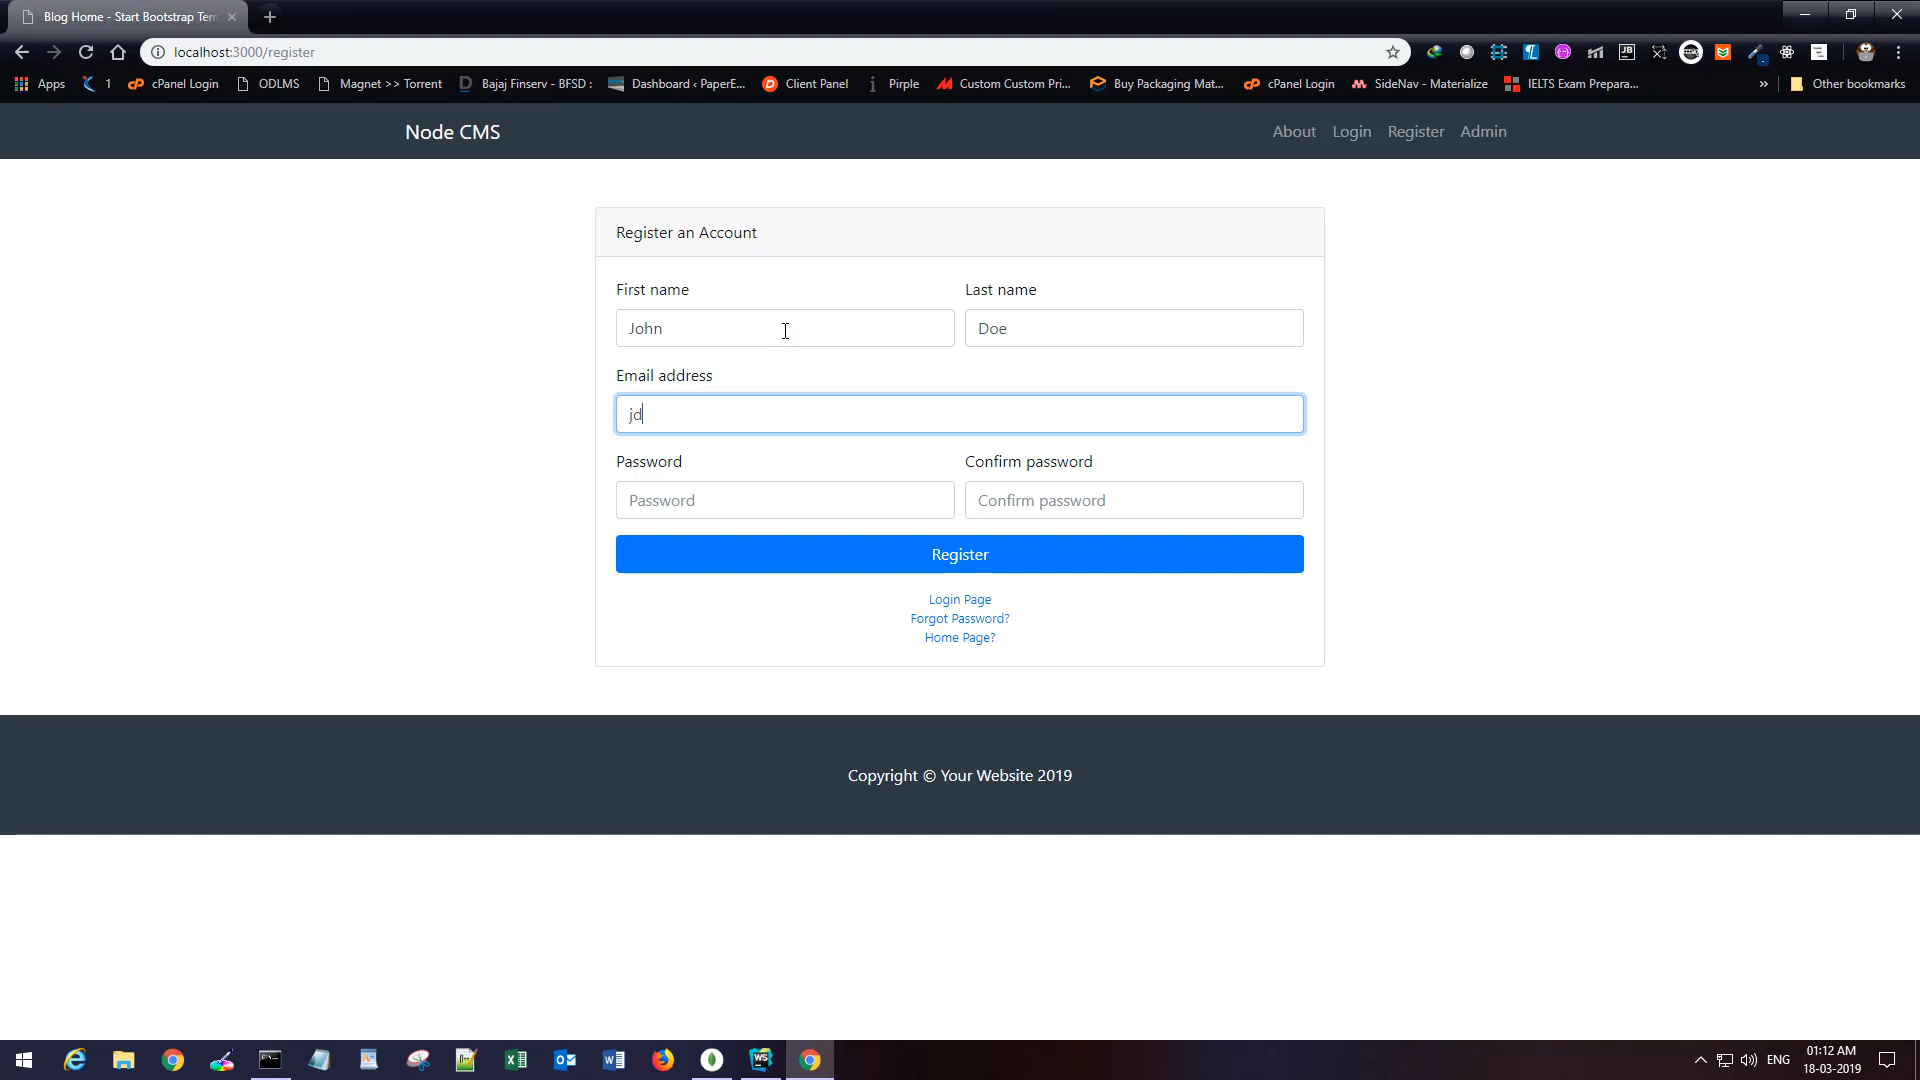 Blog Home - Start Bootstrap Tem
localhost:3000/register
Apps
1
cPanel Login
ODLMS
Magnet >> Torrent
Bajaj Finserv - BFSD :
Dashboard ‹ PaperE...
Client Panel
Pirple
Custom Custom Pri...
Buy Packaging Mat...
cPanel Login
SideNav - Materialize
IELTS Exam Prepara...
»
Other bookmarks
Node CMS
About Login Register Admin
Register an Account
First name Last name
John Doe
Email address
jd
Password Confirm password
Password Confirm password
Register
Login Page
Forgot Password?
Home Page?
Copyright © Your Website 2019
ENG
01:12 AM
18-03-2019